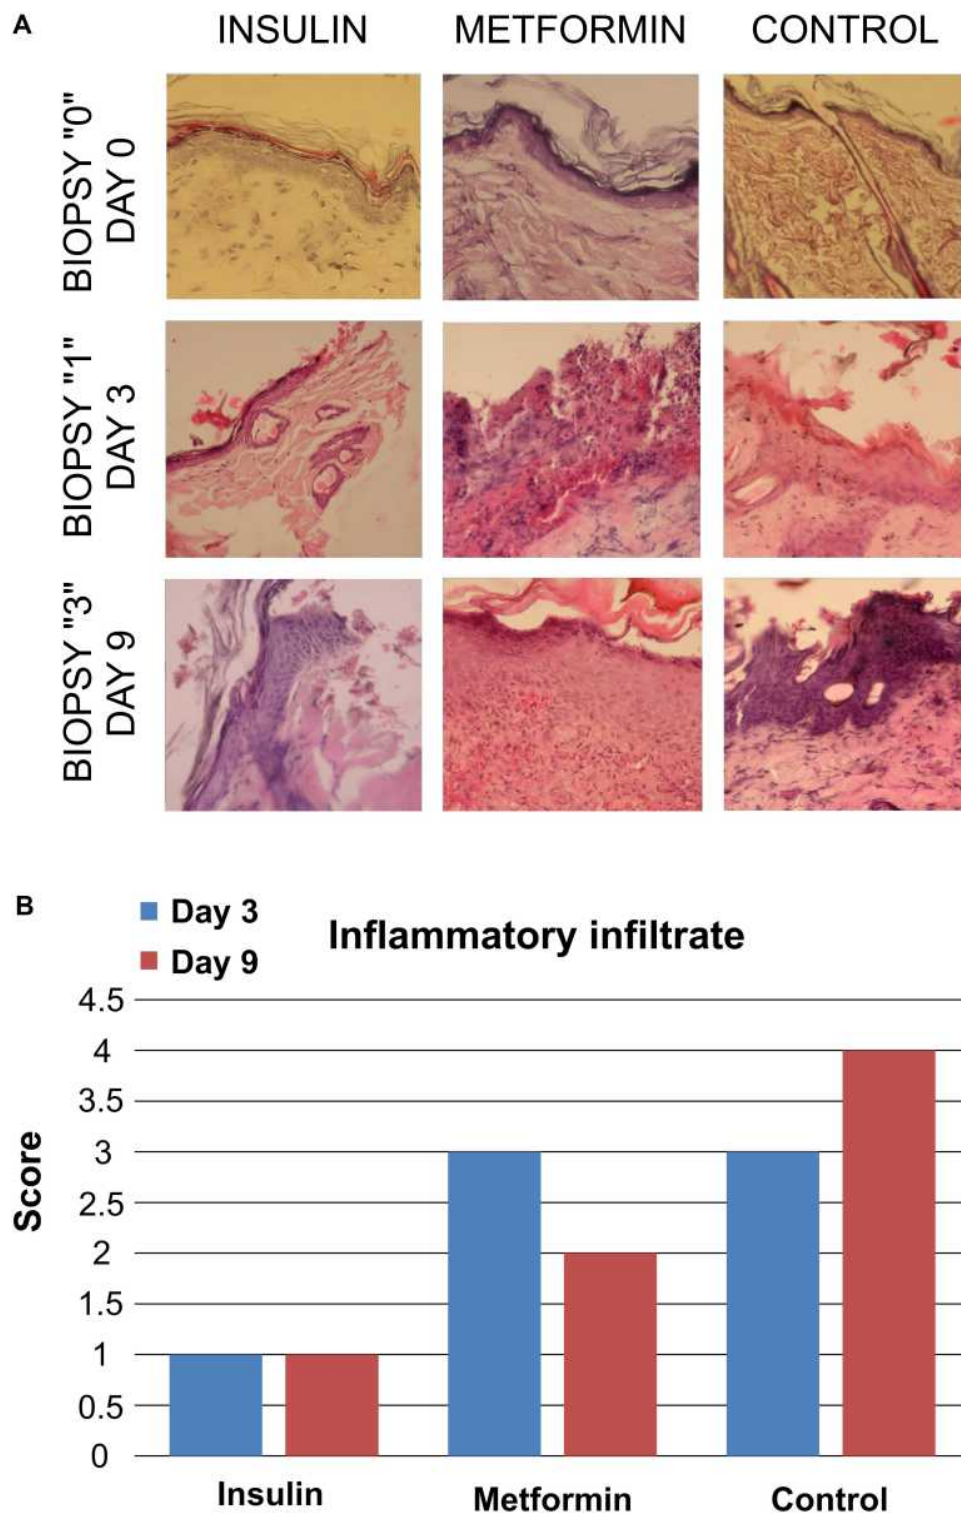 A
INSULIN METFORMIN CONTROL
BIOPSY "0"
DAY 0
BIOPSY "1"
DAY 3
BIOPSY "3"
DAY 9
B
Day 3
Day 9
Inflammatory infiltrate
4.5
4
3.5
3
2.5
2
1.5
1
0.5
0
Score
Insulin Metformin Control